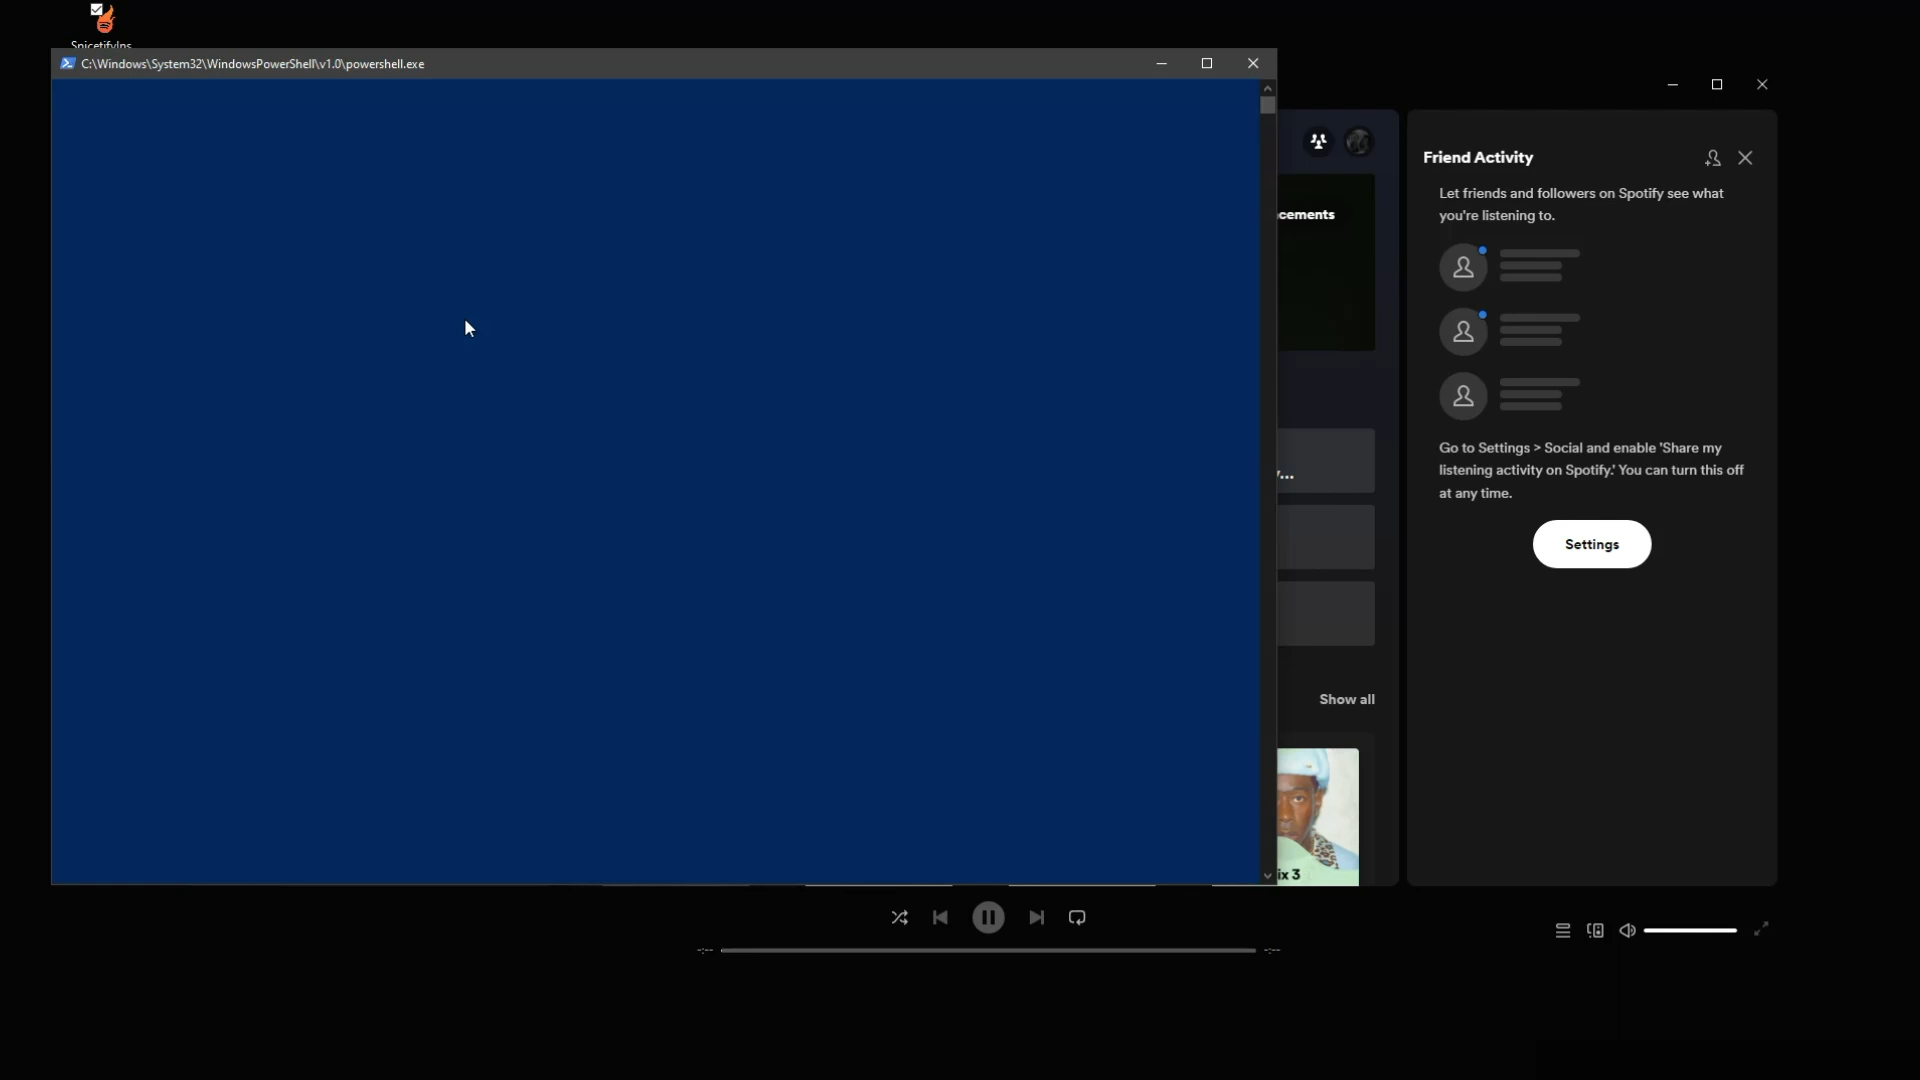 SpicetifyIns
C:\Windows\System32\WindowsPowerShell\v1.0\powershell.exe
Friend Activity
Let friends and followers on Spotify see what
you're listening to.
cements
Go to Settings > Social and enable 'Share my
listening activity on Spotify.' You can turn this off
at any time.
...
Settings
Show all
ix 3
-:--
-:--